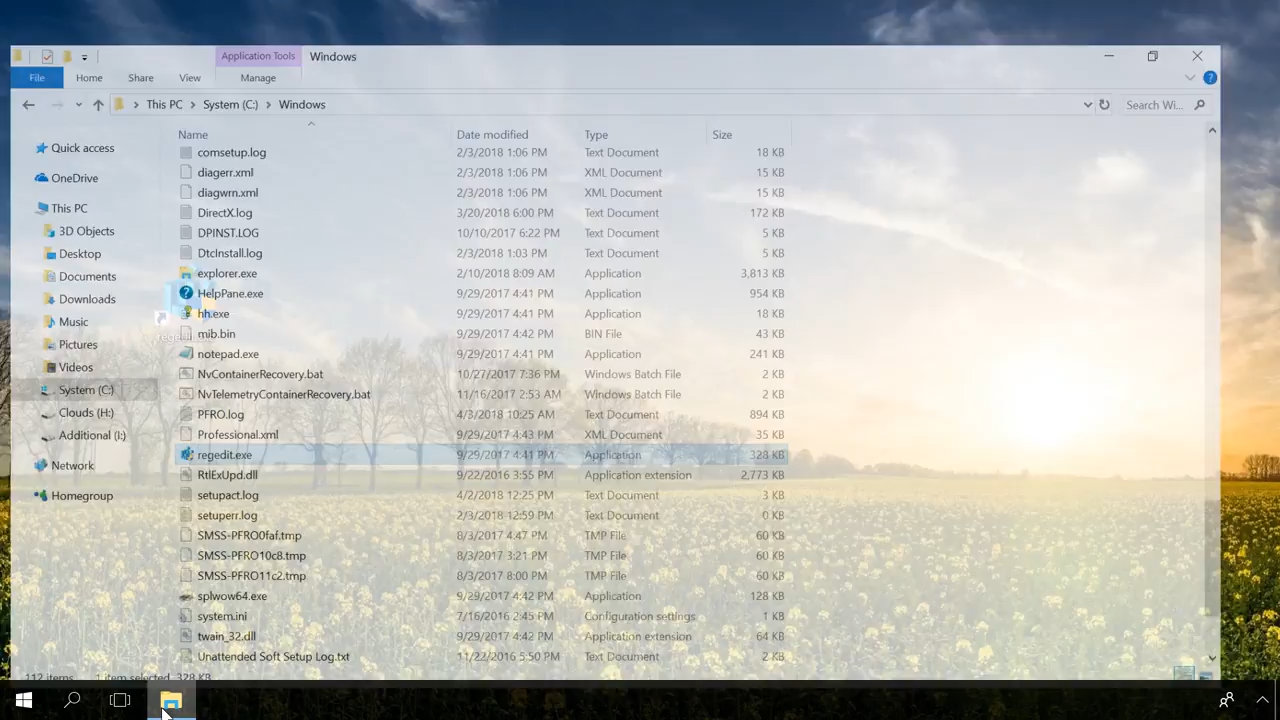 Application Tools Windows
File Home Share View Manage
This PC System (C:) Windows Search Wi...
Name Date modified Type Size
Quick access
OneDrive
This PC
3D Objects
Desktop
Documents
Downloads
Music
Pictures
Videos
System (C:)
Clouds (H:)
Additional (I:)
Network
Homegroup
comsetup.log 2/3/2018 1:06 PM Text Document 18 KB
diagerr.xml 2/3/2018 1:06 PM XML Document 15 KB
diagwrn.xml 2/3/2018 1:06 PM XML Document 15 KB
DirectX.log 3/20/2018 6:00 PM Text Document 172 KB
DPINST.LOG 10/10/2017 6:22 PM Text Document 5 KB
DtcInstall.log 2/3/2018 1:03 PM Text Document 5 KB
explorer.exe 2/10/2018 8:09 AM Application 3,813 KB
HelpPane.exe 9/29/2017 4:41 PM Application 954 KB
hh.exe 9/29/2017 4:41 PM Application 18 KB
mib.bin 9/29/2017 4:42 PM BIN File 43 KB
notepad.exe 9/29/2017 4:41 PM Application 241 KB
NvContainerRecovery.bat 10/27/2017 7:36 PM Windows Batch File 2 KB
NvTelemetryContainerRecovery.bat 11/16/2017 2:53 AM Windows Batch File 2 KB
PFRO.log 4/3/2018 10:25 AM Text Document 894 KB
Professional.xml 9/29/2017 4:43 PM XML Document 35 KB
regedit.exe 9/29/2017 4:41 PM Application 328 KB
RtlExUpd.dll 9/22/2016 3:55 PM Application extension 2,773 KB
setupact.log 4/2/2018 12:25 PM Text Document 3 KB
setuperr.log 2/3/2018 12:59 PM Text Document 0 KB
SMSS-PFRO0faf.tmp 8/3/2017 4:47 PM TMP File 60 KB
SMSS-PFRO10c8.tmp 8/3/2017 3:21 PM TMP File 60 KB
SMSS-PFRO11c2.tmp 8/3/2017 8:00 PM TMP File 60 KB
splwow64.exe 9/29/2017 4:42 PM Application 128 KB
system.ini 7/16/2016 2:45 PM Configuration settings 1 KB
twain_32.dll 9/29/2017 4:42 PM Application extension 64 KB
Unattended Soft Setup Log.txt 11/22/2016 5:50 PM Text Document 2 KB
112 items 1 item selected 328 KB